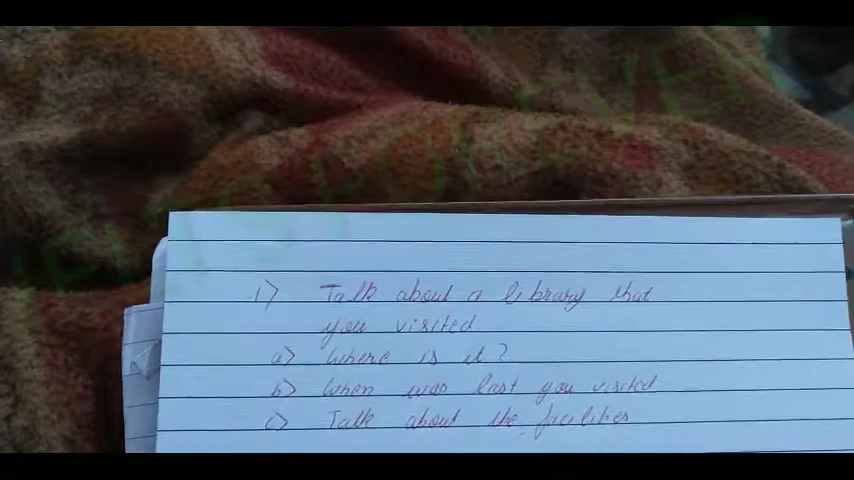 1> Talk about a library that
you visited
a> Where is it?
b> When was last you visited
c> Talk about the facilities